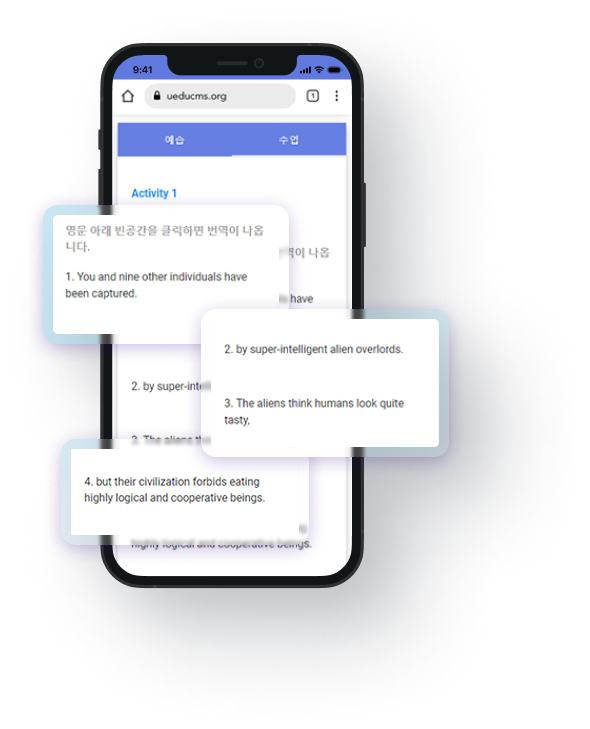 9:41
ueducms.org
1
예습 수업
Activity 1
영문 아래 빈공간을 클릭하면 번역이 나옵
니다.
번역이 나옵
1. You and nine other individuals have
been captured.
have
2. by super-intelligent alien overlords.
3. The aliens think humans look quite
tasty,
2. by super-inte
3. The aliens th
4. but their civilization forbids eating
highly logical and cooperative beings.
highly logical and cooperative beings.